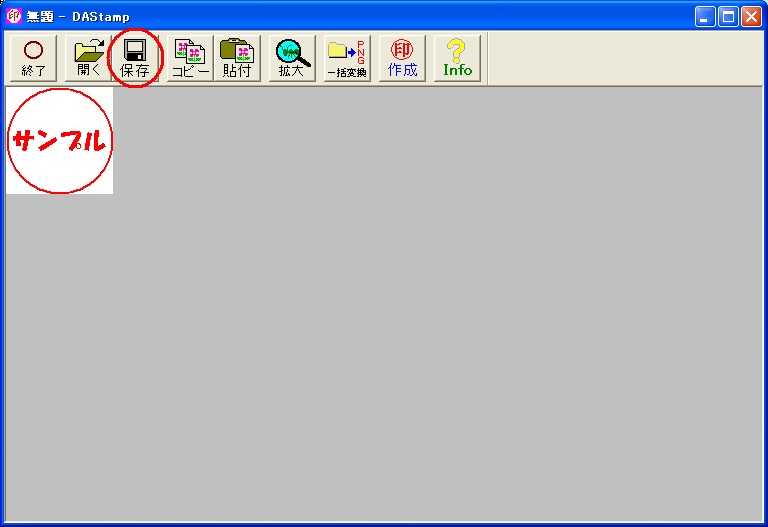 印 無題 - DAStamp
終了 開く 保存 コピー 貼付 拡大 PNG 一括変換 印 作成 ? Info
サンプル